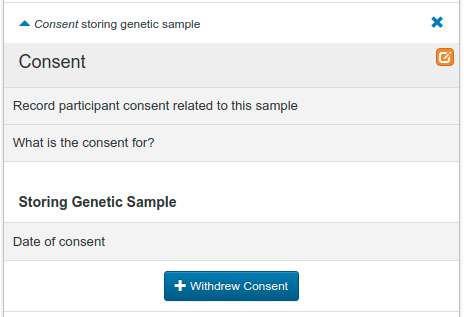 Consent storing genetic sample
Consent
Record participant consent related to this sample
What is the consent for?
Storing Genetic Sample
Date of consent
Withdrew Consent